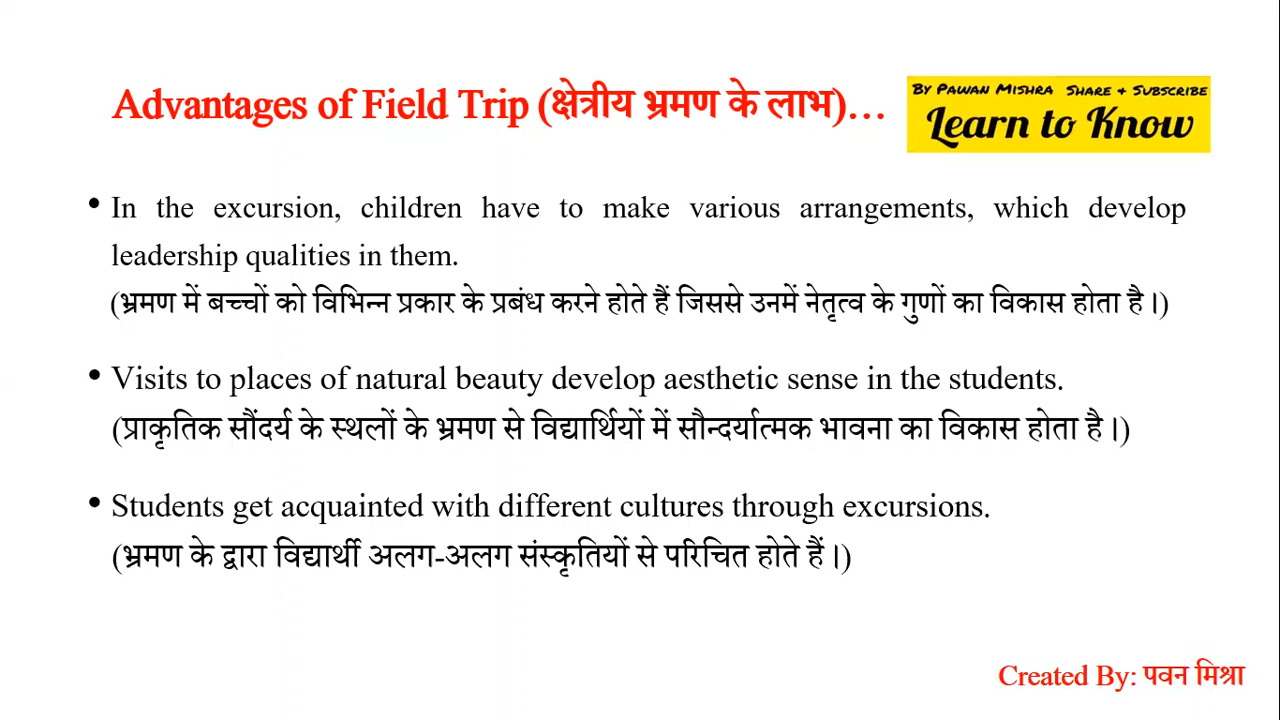 Advantages of Field Trip (क्षेत्रीय भ्रमण के लाभ)…
By Pawan Mishra Share + Subscribe
Learn to Know
• In the excursion, children have to make various arrangements, which develop
leadership qualities in them.
(भ्रमण में बच्चों को विभिन्न प्रकार के प्रबंध करने होते हैं जिससे उनमें नेतृत्व के गुणों का विकास होता है।)
• Visits to places of natural beauty develop aesthetic sense in the students.
(प्राकृतिक सौंदर्य के स्थलों के भ्रमण से विद्यार्थियों में सौन्दर्यात्मक भावना का विकास होता है।)
• Students get acquainted with different cultures through excursions.
(भ्रमण के द्वारा विद्यार्थी अलग-अलग संस्कृतियों से परिचित होते हैं।)
Created By: पवन मिश्रा